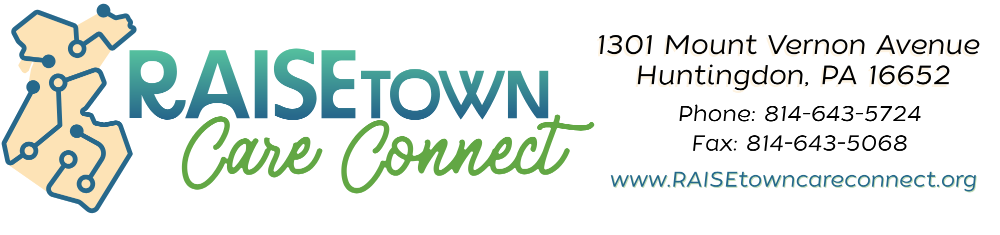 RAISETOWN
Care Connect
1301 Mount Vernon Avenue
Huntingdon, PA 16652
Phone: 814-643-5724
Fax: 814-643-5068
www.RAISEtowncareconnect.org